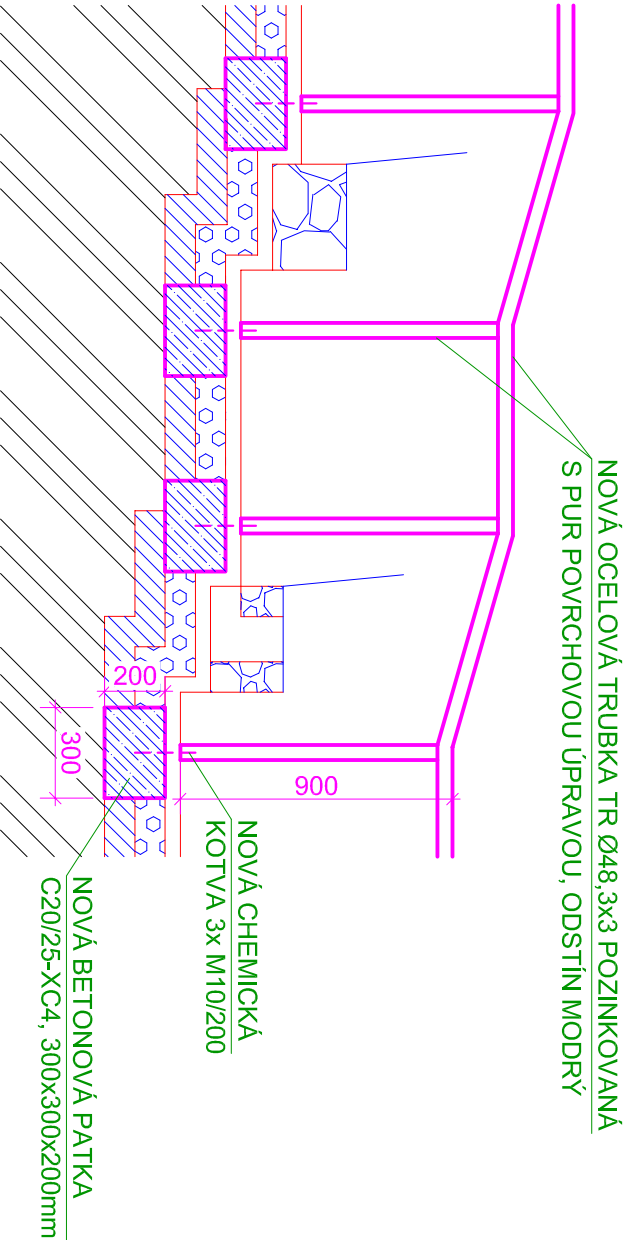 NOVÁ OCELOVÁ TRUBKA TR Ø48,3x3 POZINKOVANÁ
S PUR POVRCHOVOU ÚPRAVOU, ODSTÍN MODRÝ
900
NOVÁ CHEMICKÁ
KOTVA 3x M10/200
200
300
NOVÁ BETONOVÁ PATKA
C20/25-XC4, 300x300x200mm